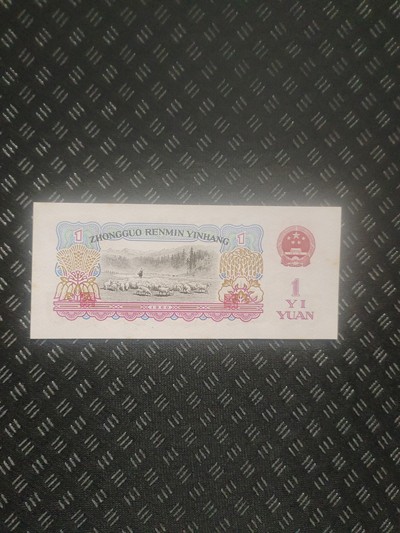 1 ZHONGGUO RENMIN YINHANG 1
1
YI
YUAN